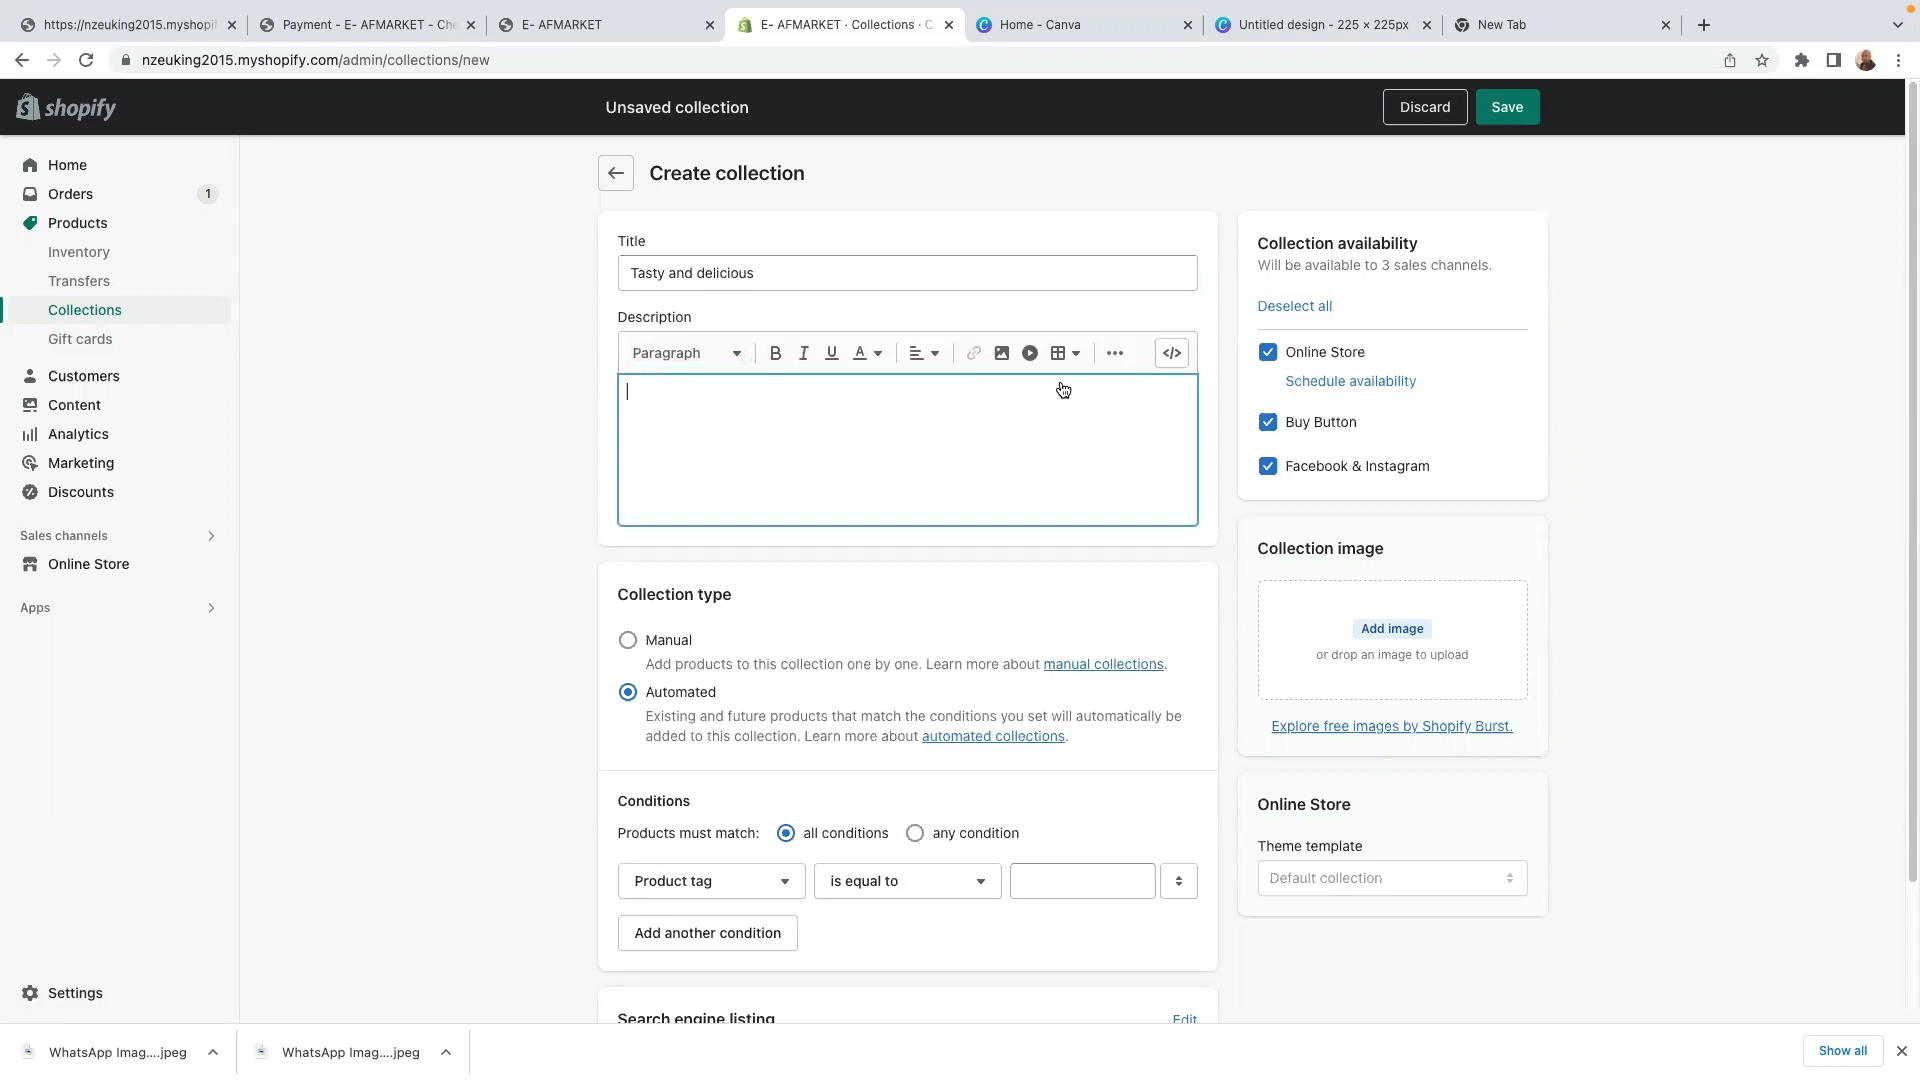 https://nzeuking2015.myshopif
Payment - E- AFMARKET - Che
E- AFMARKET
E- AFMARKET · Collections · C
Home - Canva
Untitled design - 225 × 225px
New Tab
nzeuking2015.myshopify.com/admin/collections/new
shopify
Unsaved collection
Discard
Save
Home
Orders
1
Products
Inventory
Transfers
Collections
Gift cards
Customers
Content
Analytics
Marketing
Discounts
Sales channels
Online Store
Apps
Settings
Create collection
Title
Tasty and delicious
Description
Paragraph
Collection type
Manual
Add products to this collection one by one. Learn more about manual collections.
Automated
Existing and future products that match the conditions you set will automatically be
added to this collection. Learn more about automated collections.
Conditions
Products must match:
all conditions
any condition
Product tag
is equal to
Add another condition
Search engine listing
Edit
Collection availability
Will be available to 3 sales channels.
Deselect all
Online Store
Schedule availability
Buy Button
Facebook & Instagram
Collection image
Add image
or drop an image to upload
Explore free images by Shopify Burst.
Online Store
Theme template
Default collection
WhatsApp Imag....jpeg
WhatsApp Imag....jpeg
Show all